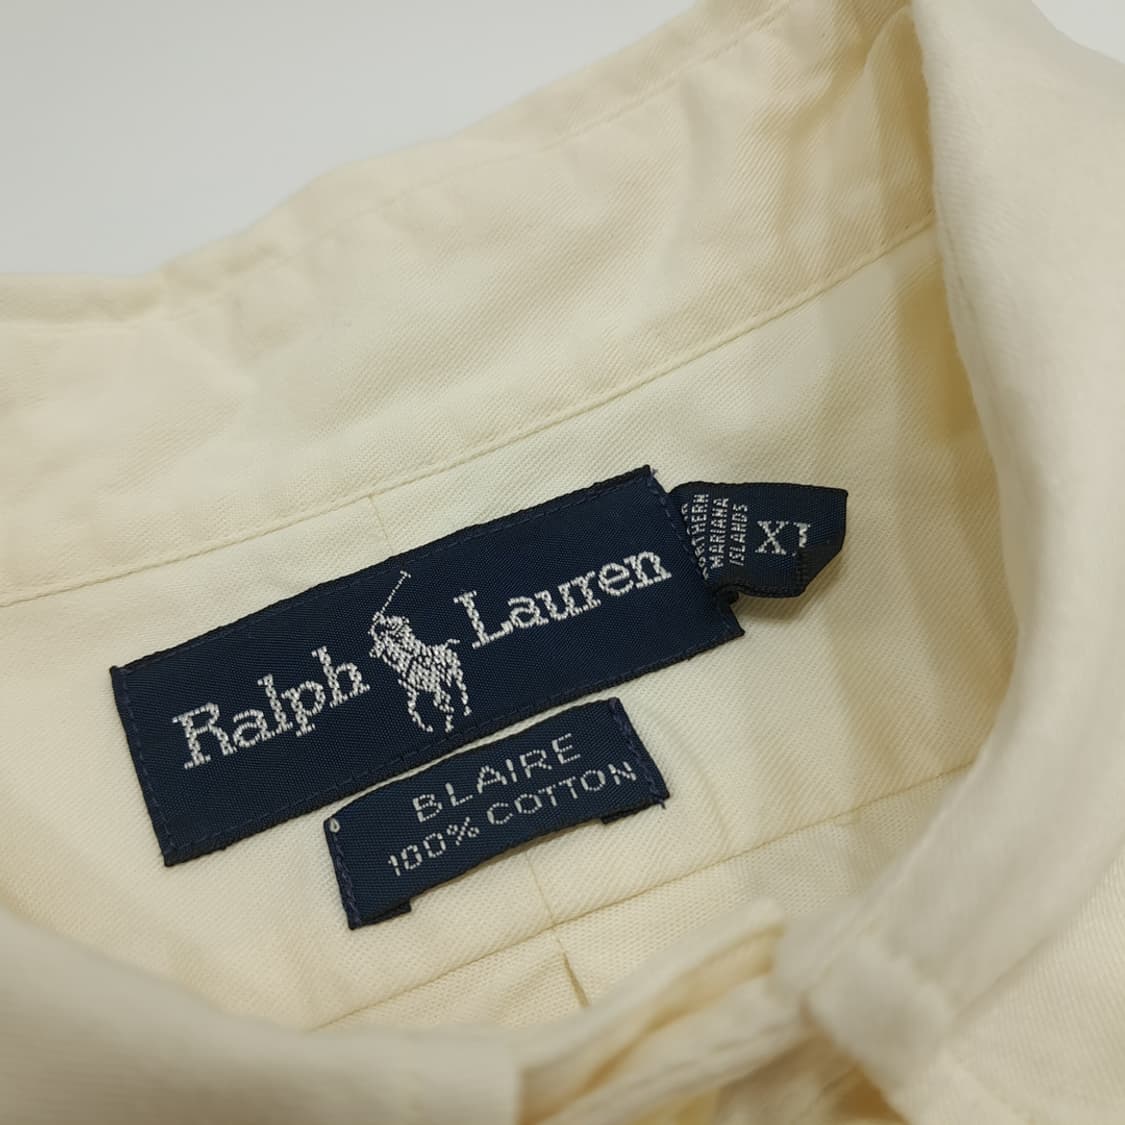 Ralph Lauren
NORTHERN
MARIANA
ISLANDS
BLAIRE
100% COTTON